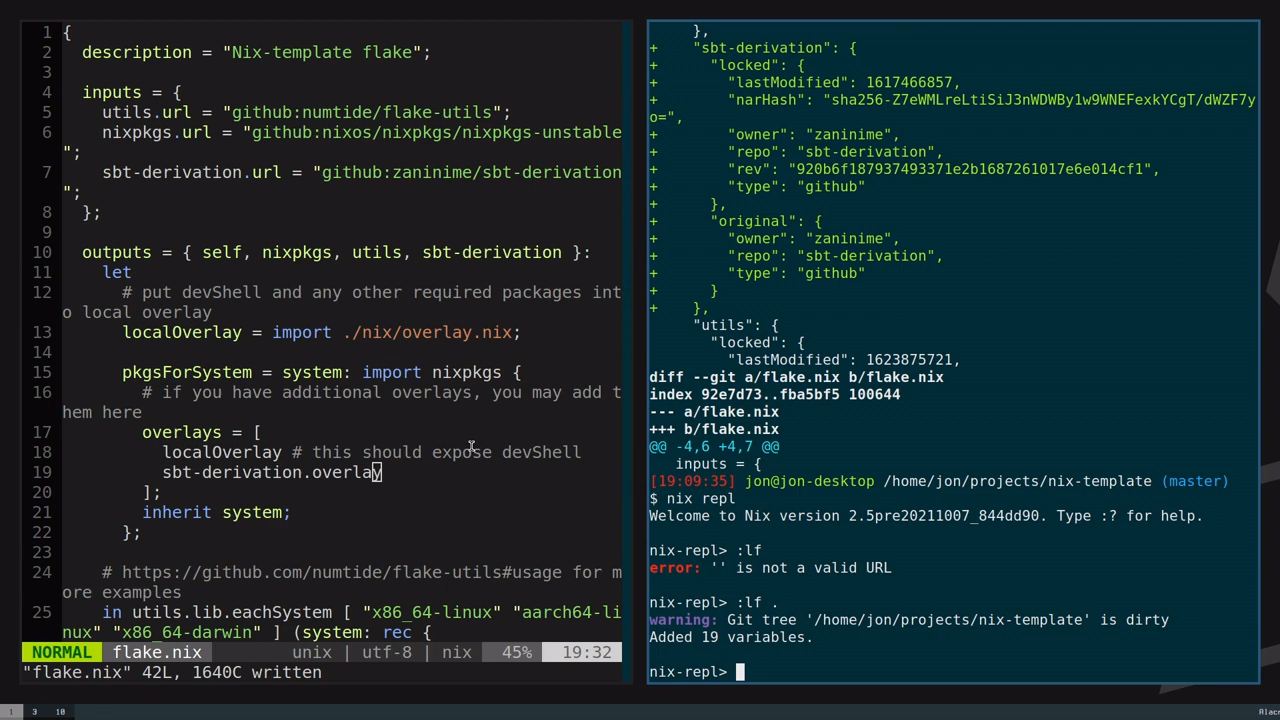 1 {
2   description = "Nix-template flake";
3
4   inputs = {
5     utils.url = "github:numtide/flake-utils";
6     nixpkgs.url = "github:nixos/nixpkgs/nixpkgs-unstable
";
7     sbt-derivation.url = "github:zaninime/sbt-derivation
";
8   };
9
10   outputs = { self, nixpkgs, utils, sbt-derivation }:
11     let
12       # put devShell and any other required packages int
o local overlay
13       localOverlay = import ./nix/overlay.nix;
14
15       pkgsForSystem = system: import nixpkgs {
16         # if you have additional overlays, you may add t
hem here
17         overlays = [
18           localOverlay # this should expose devShell
19           sbt-derivation.overlay
20         ];
21         inherit system;
22       };
23
24     # https://github.com/numtide/flake-utils#usage for m
ore examples
25     in utils.lib.eachSystem [ "x86_64-linux" "aarch64-li
nux" "x86_64-darwin" ] (system: rec {
NORMAL flake.nix unix | utf-8 | nix 45% 19:32
"flake.nix" 42L, 1640C written
     },
+    "sbt-derivation": {
+      "locked": {
+        "lastModified": 1617466857,
+        "narHash": "sha256-Z7eWMLreLtiSiJ3nWDWBy1w9WNEFexkYCgT/dWZF7y
o=",
+        "owner": "zaninime",
+        "repo": "sbt-derivation",
+        "rev": "920b6f187937493371e2b1687261017e6e014cf1",
+        "type": "github"
+      },
+      "original": {
+        "owner": "zaninime",
+        "repo": "sbt-derivation",
+        "type": "github"
+      }
+    },
     "utils": {
       "locked": {
         "lastModified": 1623875721,
diff --git a/flake.nix b/flake.nix
index 92e7d73..fba5bf5 100644
--- a/flake.nix
+++ b/flake.nix
@@ -4,6 +4,7 @@
   inputs = {
[19:09:35] jon@jon-desktop /home/jon/projects/nix-template (master)
$ nix repl
Welcome to Nix version 2.5pre20211007_844dd90. Type :? for help.
nix-repl> :lf
error: '' is not a valid URL
nix-repl> :lf .
warning: Git tree '/home/jon/projects/nix-template' is dirty
Added 19 variables.
nix-repl>
1 3 10 Alacr